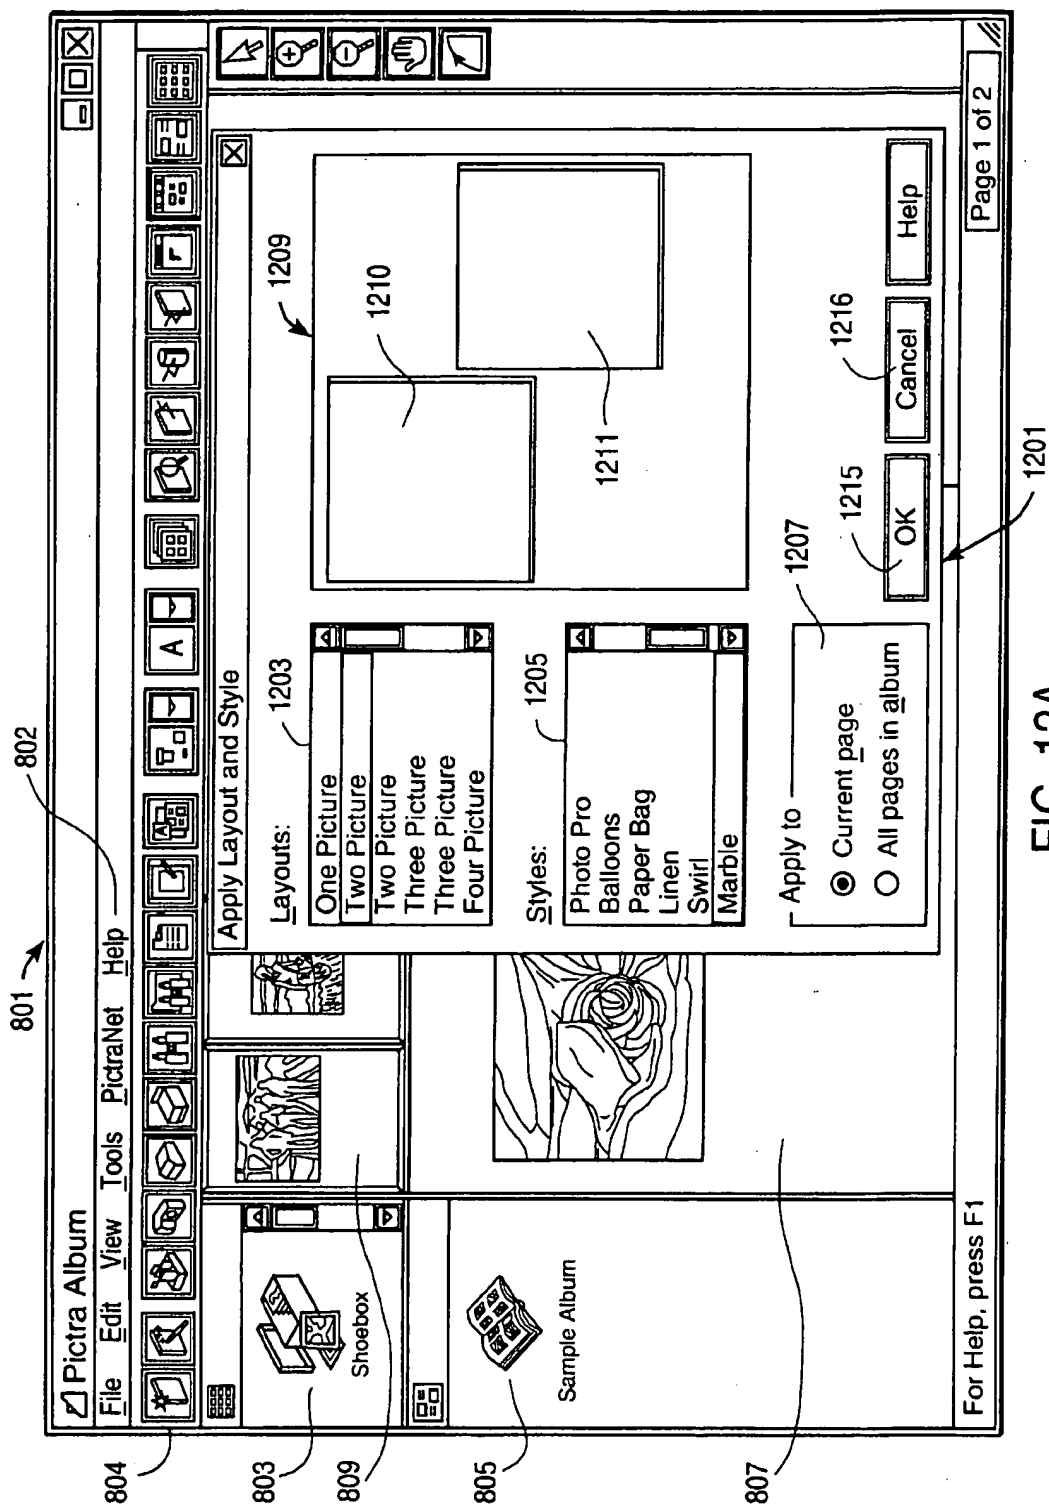 801
802
Pictra Album
File Edit View Tools PictraNet Help
804
A
A
803
Shoebox
809
805
Sample Album
807
Apply Layout and Style
Layouts:
1203
One Picture
Two Picture
Two Picture
Three Picture
Three Picture
Four Picture
Styles:
1205
Photo Pro
Balloons
Paper Bag
Linen
Swirl
Marble
Apply to
1207
Current page
All pages in album
1209
1210
1211
1215
OK
1216
Cancel
Help
1201
For Help, press F1
Page 1 of 2